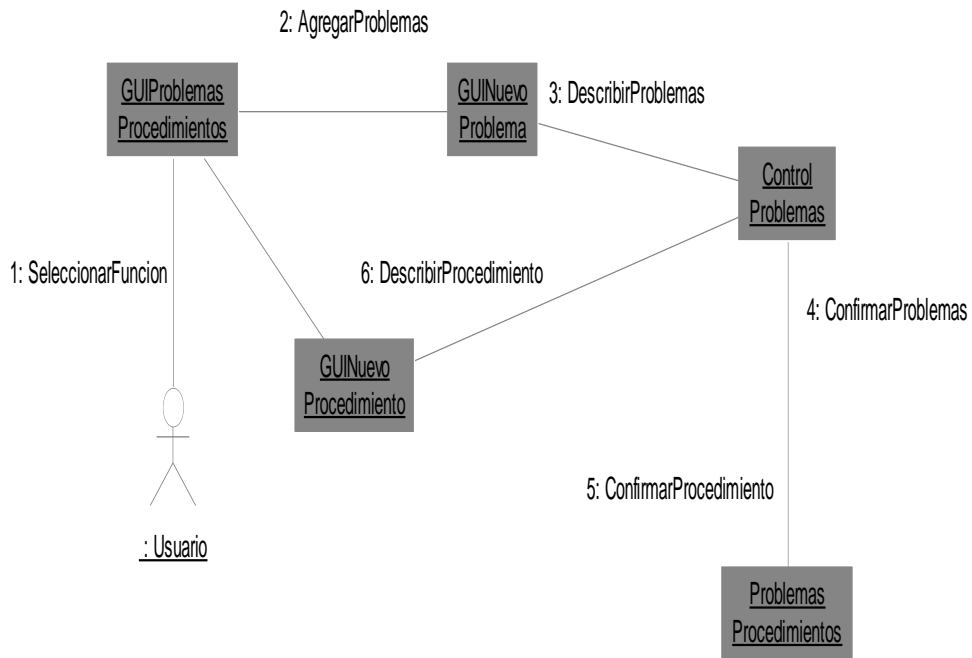 2: AgregarProblemas
GUIProblemas
Procedimientos
GUINuevo
Problema
3: DescribirProblemas
Control
Problemas
1: SeleccionarFuncion
6: DescribirProcedimiento
4: ConfirmarProblemas
GUINuevo
Procedimiento
5: ConfirmarProcedimiento
: Usuario
Problemas
Procedimientos